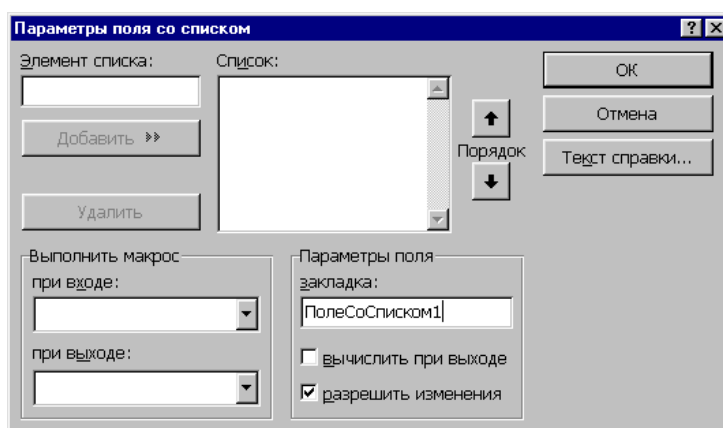 Параметры поля со списком
Элемент списка:
Список:
ОК
Добавить
Порядок
Отмена
Текст справки...
Удалить
Выполнить макрос
при входе:
при выходе:
Параметры поля
закладка:
ПолеСоСписком1
вычислить при выходе
разрешить изменения